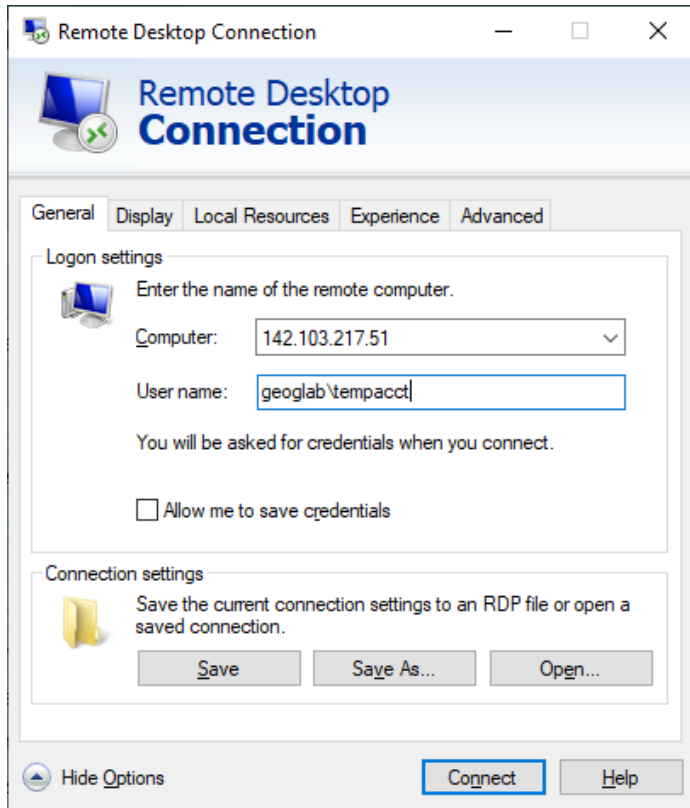 Remote Desktop Connection
Remote Desktop
Connection
General Display Local Resources Experience Advanced
Logon settings
Enter the name of the remote computer.
Computer: 142.103.217.51
User name: geoglab\tempacct
You will be asked for credentials when you connect.
Allow me to save credentials
Connection settings
Save the current connection settings to an RDP file or open a
saved connection.
Save Save As... Open...
Hide Options Connect Help